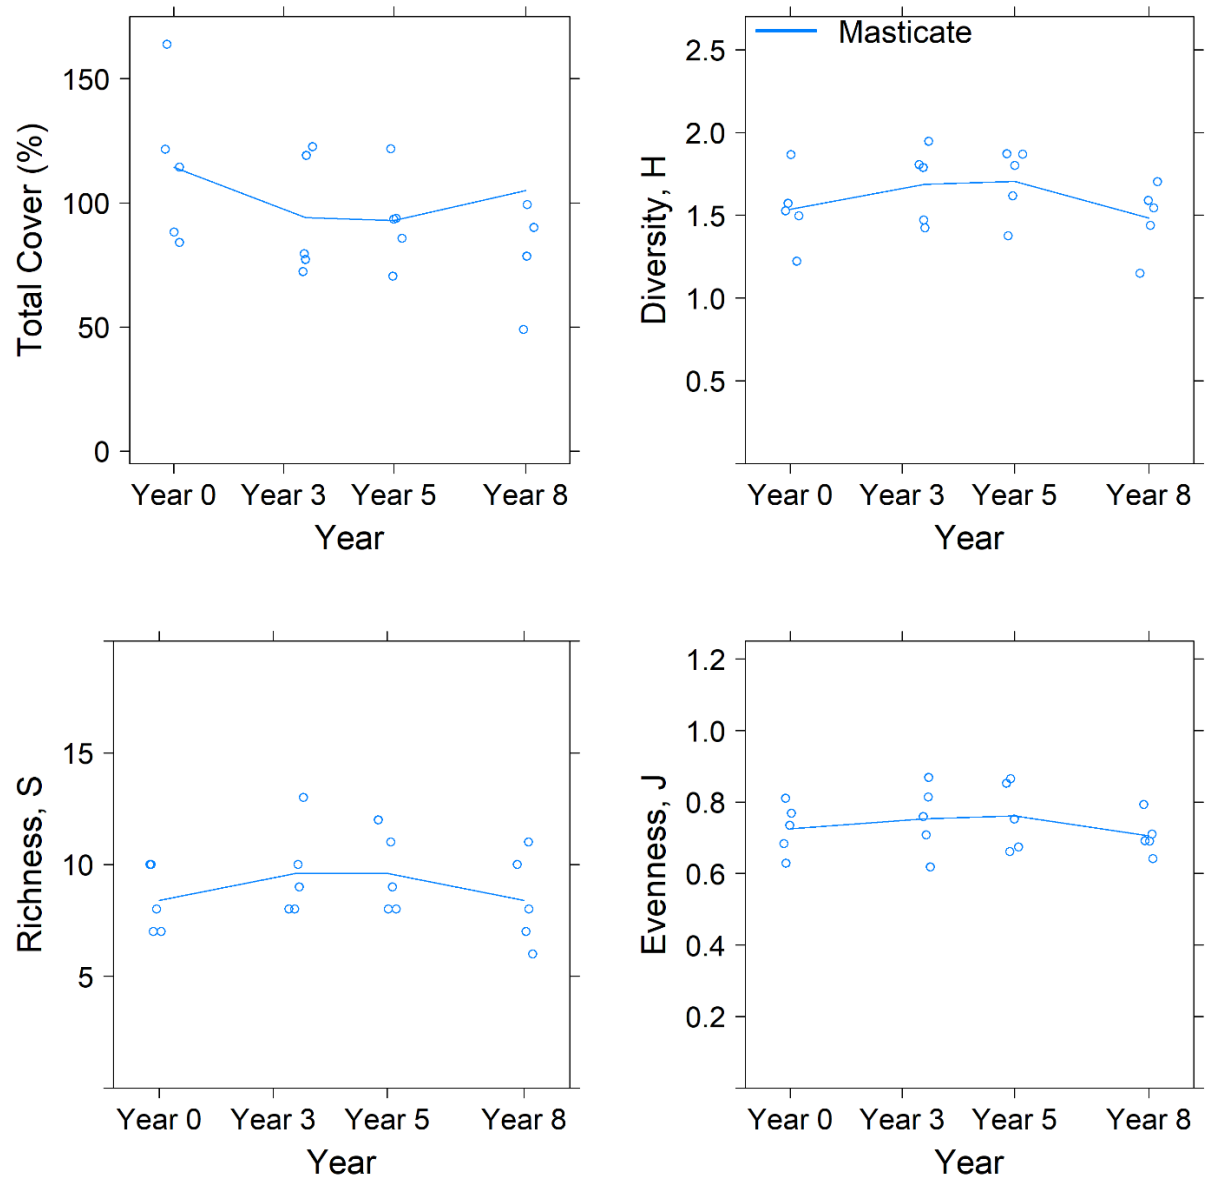 Total Cover (%)
150
100
50
0
Year 0 Year 3 Year 5 Year 8
Year
Masticate
Diversity, H
2.5
2.0
1.5
1.0
0.5
Year 0 Year 3 Year 5 Year 8
Year
Richness, S
15
10
5
Year 0 Year 3 Year 5 Year 8
Year
Evenness, J
1.2
1.0
0.8
0.6
0.4
0.2
Year 0 Year 3 Year 5 Year 8
Year